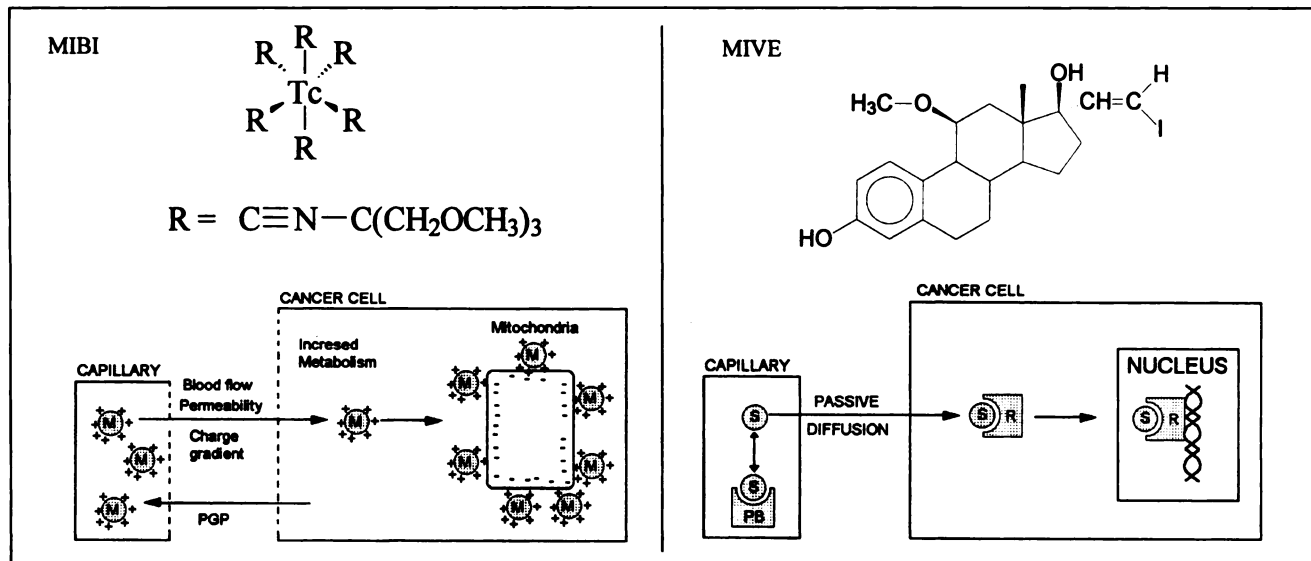 MIBI
R
R R
Tc
R R
R
R = C≡N—C(CH₂OCH₃)₃
CANCER CELL
Mitochondria
Incresed
Metabolism
CAPILLARY
Blood flow
Permeability
Charge
gradient
PGP
M
M
M
M
M
M
M
M
M
M
M
M
MIVE
OH
H
CH=C
I
H₃C—O
HO
CANCER CELL
CAPILLARY
NUCLEUS
PASSIVE
DIFFUSION
S
S
PB
S R
S R